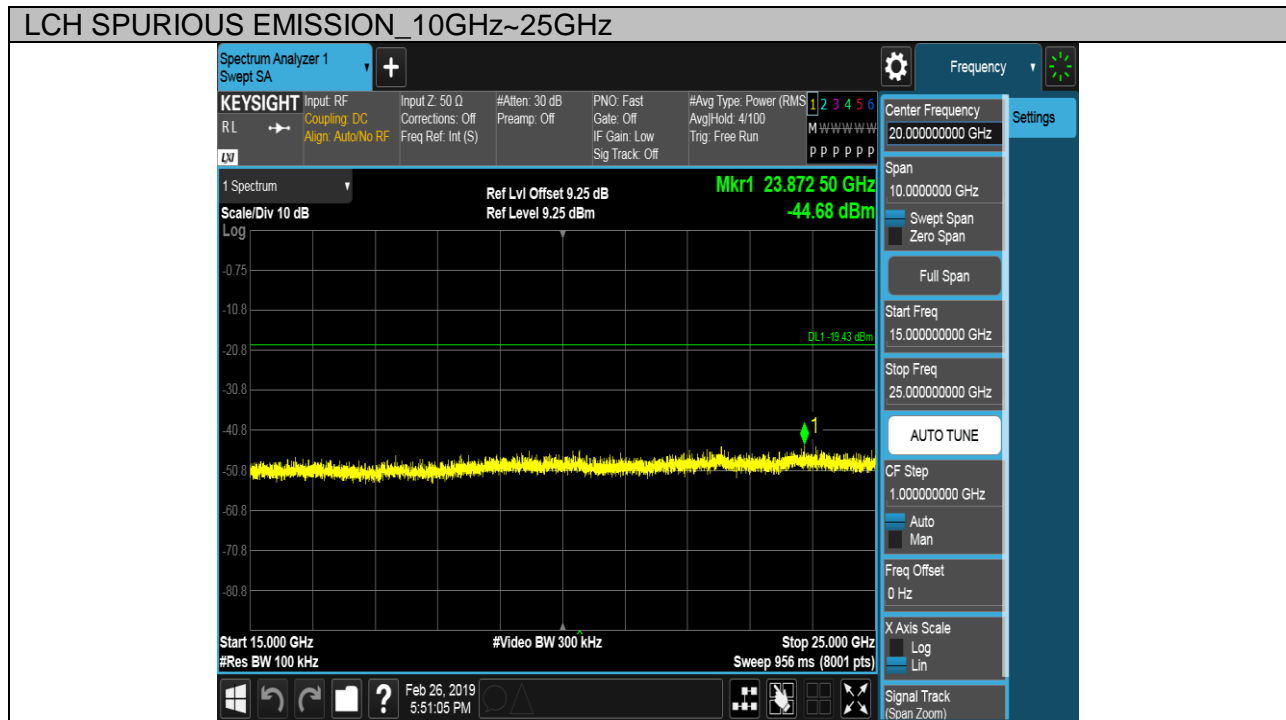 LCH SPURIOUS EMISSION_10GHz~25GHz
Spectrum Analyzer 1
Swept SA
Frequency
KEYSIGHT
RL
LXI
Input: RF
Coupling: DC
Align: Auto/No RF
Input Z: 50 Ω
Corrections: Off
Freq Ref: Int (S)
#Atten: 30 dB
Preamp: Off
PNO: Fast
Gate: Off
IF Gain: Low
Sig Track: Off
#Avg Type: Power (RMS
Avg|Hold: 4/100
Trig: Free Run
1 2 3 4 5 6
M W W W W W
P P P P P P
1 Spectrum
Scale/Div 10 dB
Ref Lvl Offset 9.25 dB
Ref Level 9.25 dBm
Mkr1 23.872 50 GHz
-44.68 dBm
Log
-0.75
-10.8
-20.8
-30.8
-40.8
-50.8
-60.8
-70.8
-80.8
DL1 -19.43 dBm
1
Start 15.000 GHz
#Res BW 100 kHz
#Video BW 300 kHz
Stop 25.000 GHz
Sweep 956 ms (8001 pts)
Feb 26, 2019
5:51:05 PM
Center Frequency
20.000000000 GHz
Span
10.0000000 GHz
Swept Span
Zero Span
Full Span
Start Freq
15.000000000 GHz
Stop Freq
25.000000000 GHz
AUTO TUNE
CF Step
1.000000000 GHz
Auto
Man
Freq Offset
0 Hz
X Axis Scale
Log
Lin
Signal Track
(Span Zoom)
Settings